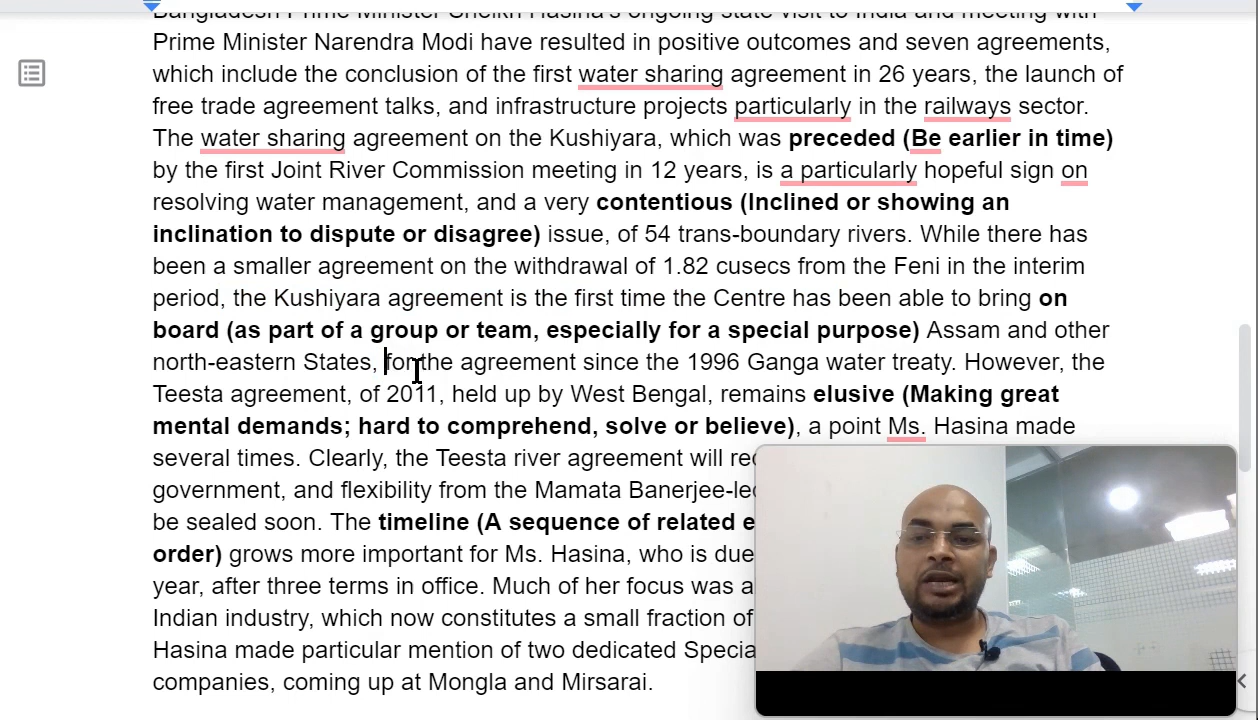 Bangladesh Prime Minister Sheikh Hasina's ongoing state visit to India and meeting with
Prime Minister Narendra Modi have resulted in positive outcomes and seven agreements,
which include the conclusion of the first water sharing agreement in 26 years, the launch of
free trade agreement talks, and infrastructure projects particularly in the railways sector.
The water sharing agreement on the Kushiyara, which was preceded (Be earlier in time)
by the first Joint River Commission meeting in 12 years, is a particularly hopeful sign on
resolving water management, and a very contentious (Inclined or showing an
inclination to dispute or disagree) issue, of 54 trans-boundary rivers. While there has
been a smaller agreement on the withdrawal of 1.82 cusecs from the Feni in the interim
period, the Kushiyara agreement is the first time the Centre has been able to bring on
board (as part of a group or team, especially for a special purpose) Assam and other
north-eastern States, for the agreement since the 1996 Ganga water treaty. However, the
Teesta agreement, of 2011, held up by West Bengal, remains elusive (Making great
mental demands; hard to comprehend, solve or believe), a point Ms. Hasina made
several times. Clearly, the Teesta river agreement will
government, and flexibility from the Mamata
be sealed soon. The timeline (A sequence of related
order) grows more important for Ms. Hasina, who is due
year, after three terms in office. Much of her focus was
Indian industry, which now constitutes a small fraction of
Hasina made particular mention of two dedicated
companies, coming up at Mongla and Mirsarai.